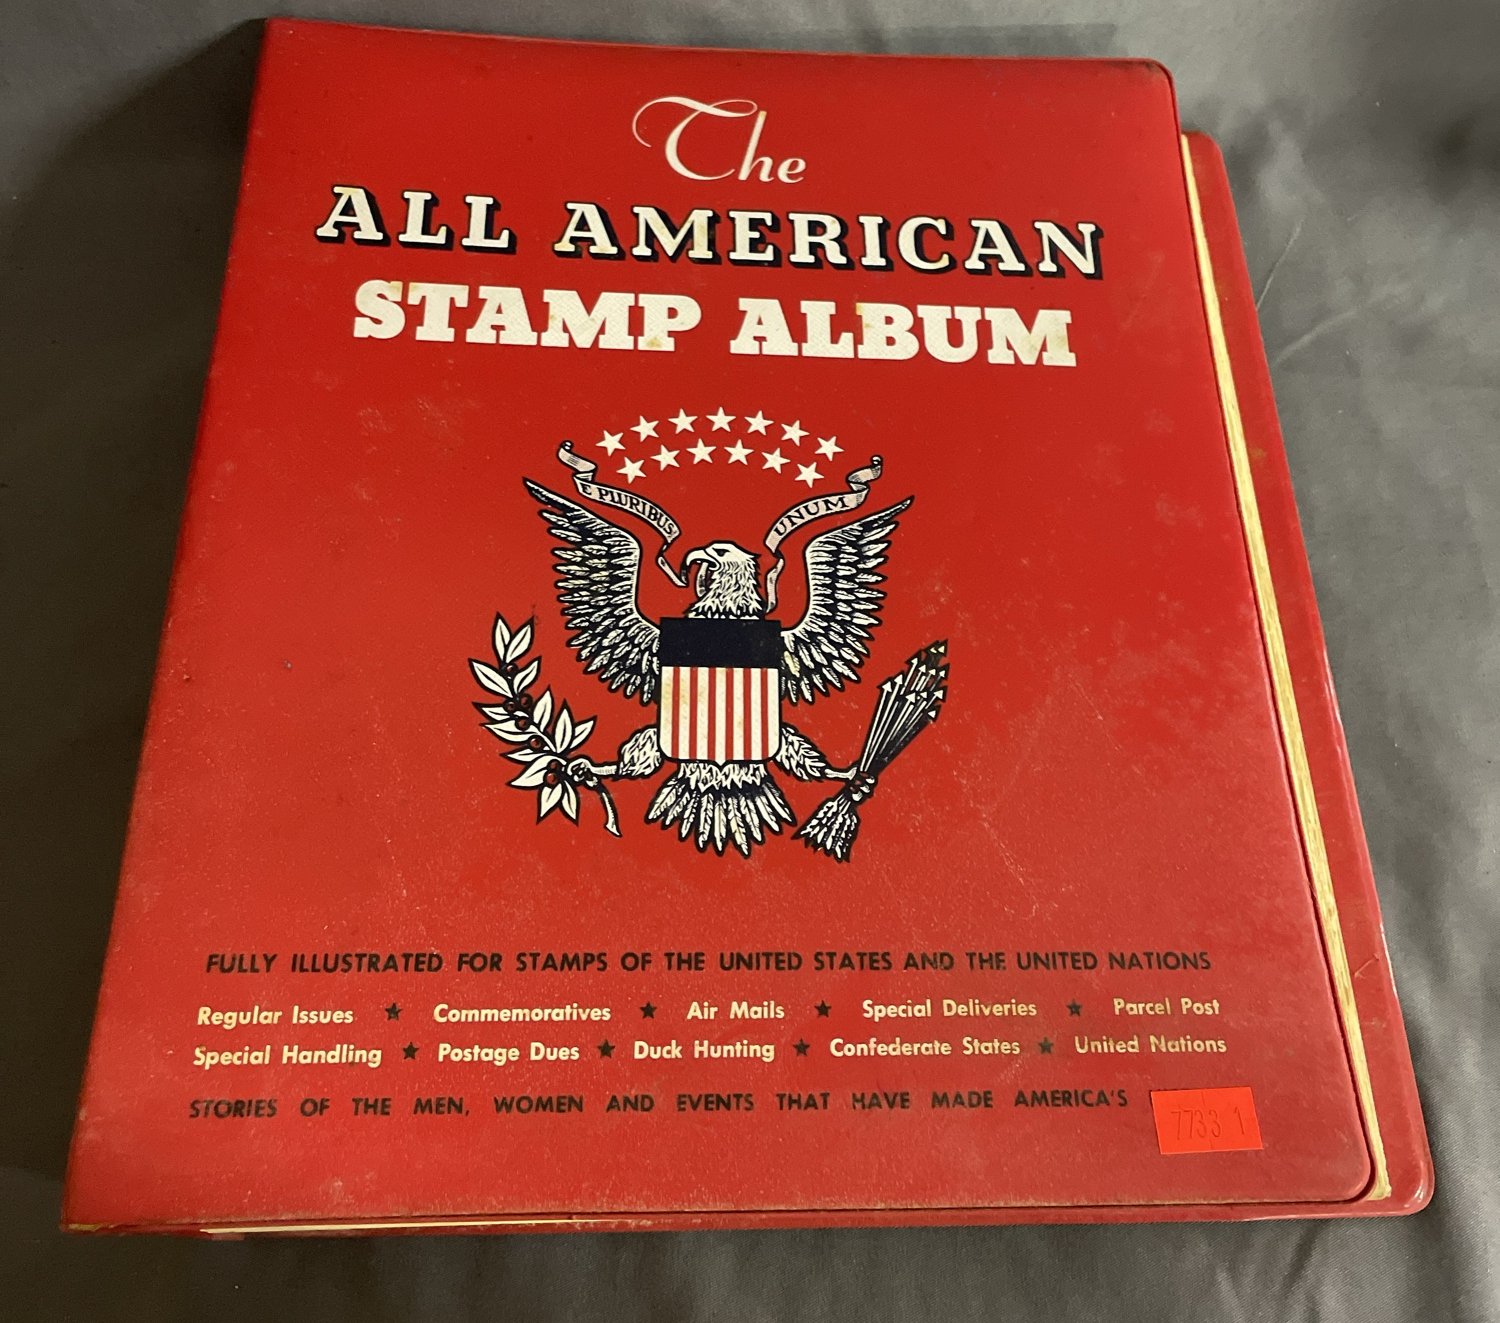 The
ALL AMERICAN
STAMP ALBUM
E PLURIBUS UNUM
FULLY ILLUSTRATED FOR STAMPS OF THE UNITED STATES AND THE UNITED NATIONS
Regular Issues ★ Commemoratives ★ Air Mails ★ Special Deliveries ★ Parcel Post
Special Handling ★ Postage Dues ★ Duck Hunting ★ Confederate States ★ United Nations
STORIES OF THE MEN, WOMEN AND EVENTS THAT HAVE MADE AMERICA'S
7733 1